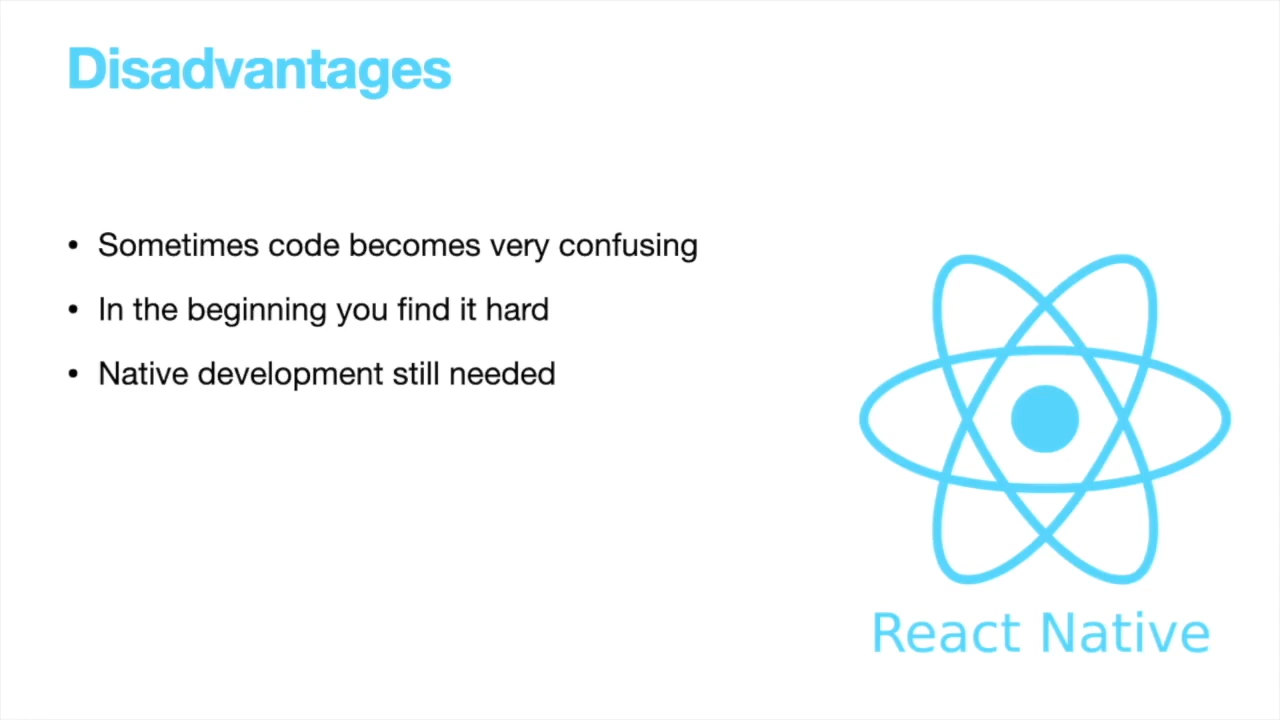 Disadvantages
• Sometimes code becomes very confusing
• In the beginning you find it hard
• Native development still needed
React Native